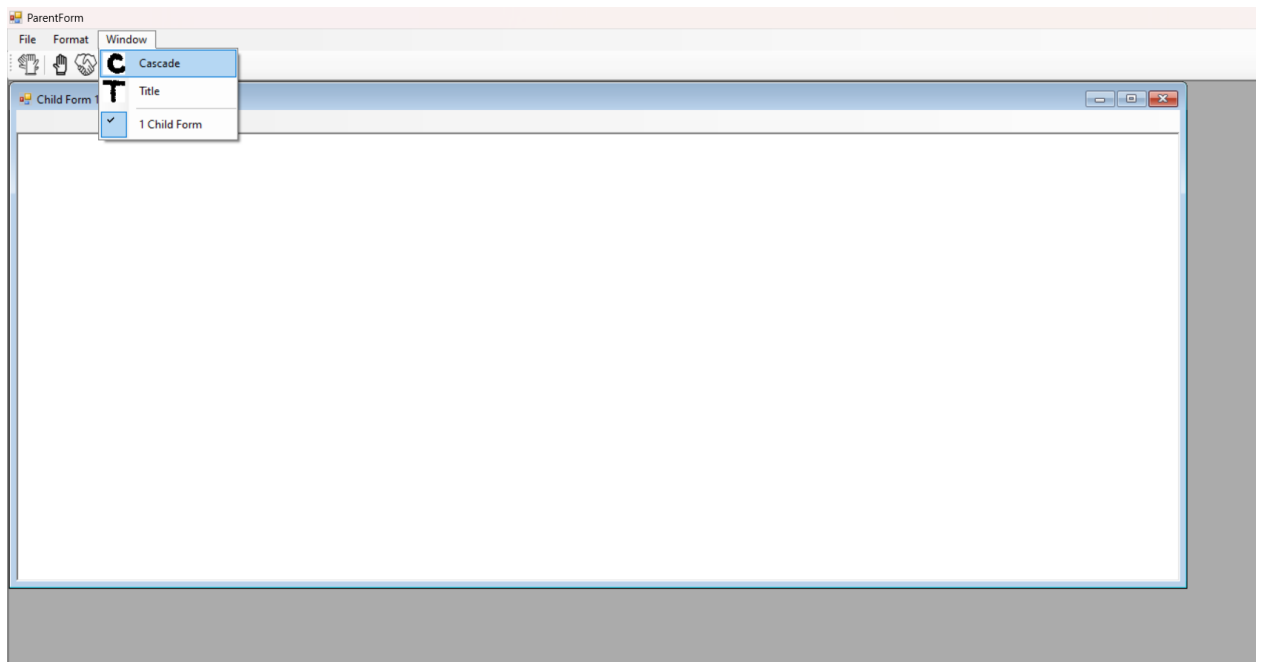 ParentForm
File Format Window
C Cascade
T Title
Child Form 1
1 Child Form